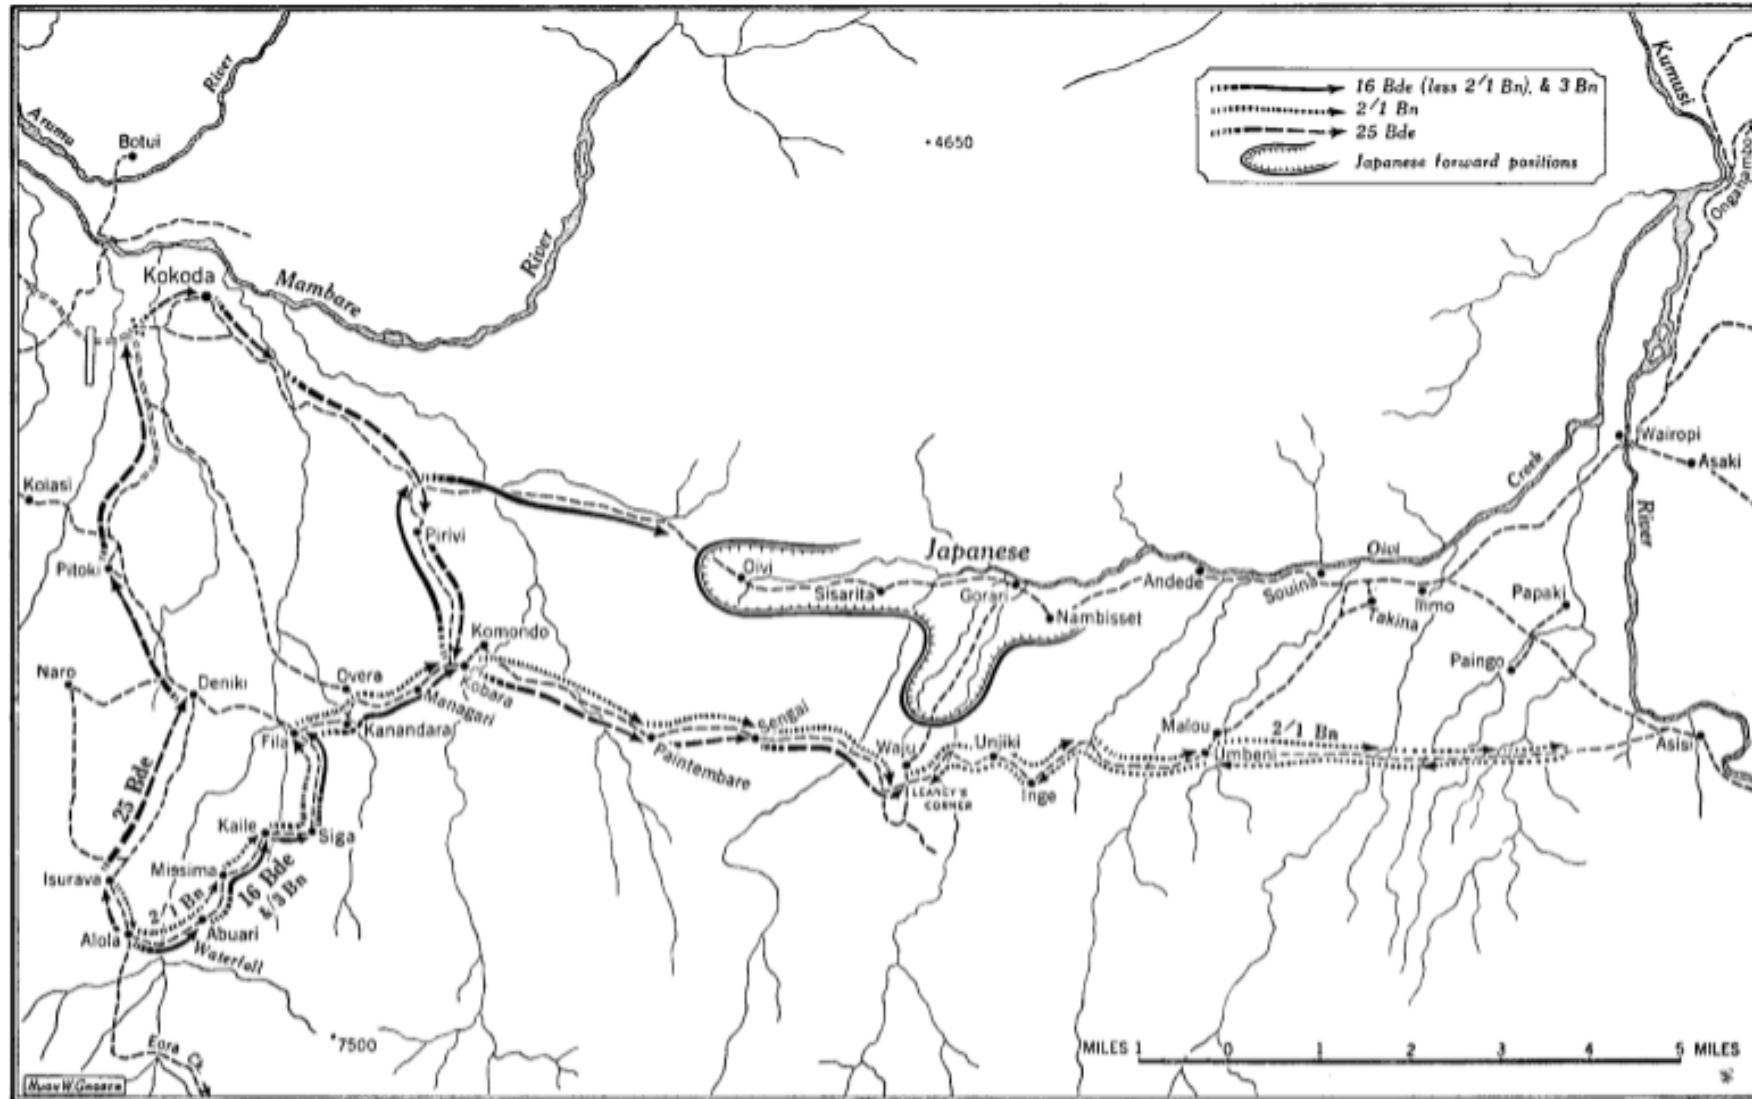 16 Bde (less 2/1 Bn), & 3 Bn
2/1 Bn
25 Bde
Japanese forward positions
Arumu
River
Botui
+4650
Kumusi
Kokoda
Mambare
River
Koiasi
Pitoki
Pirivi
Wairopi
Asaki
Creek
River
Oivi
Japanese
Oivi
Sisarita
Gorari
Nambisset
Andede
Souina
Ilimo
Takina
Papaki
Paingo
Naro
Deniki
Overa
Komondo
Kobara
Managari
Kanandara
Fila
Sengai
Paintembare
Waju
Unjiki
LEANEY'S
CORNER
Inge
Malou
Umbeni
2/1 Bn
Asisi
25 Bde
Kaile
Siga
Missima
Isurava
2/1 Bn
16 Bde
& 3 Bn
Abuari
Alola
Waterfall
Eora Ck
7500
MILES 1 0 1 2 3 4 5 MILES